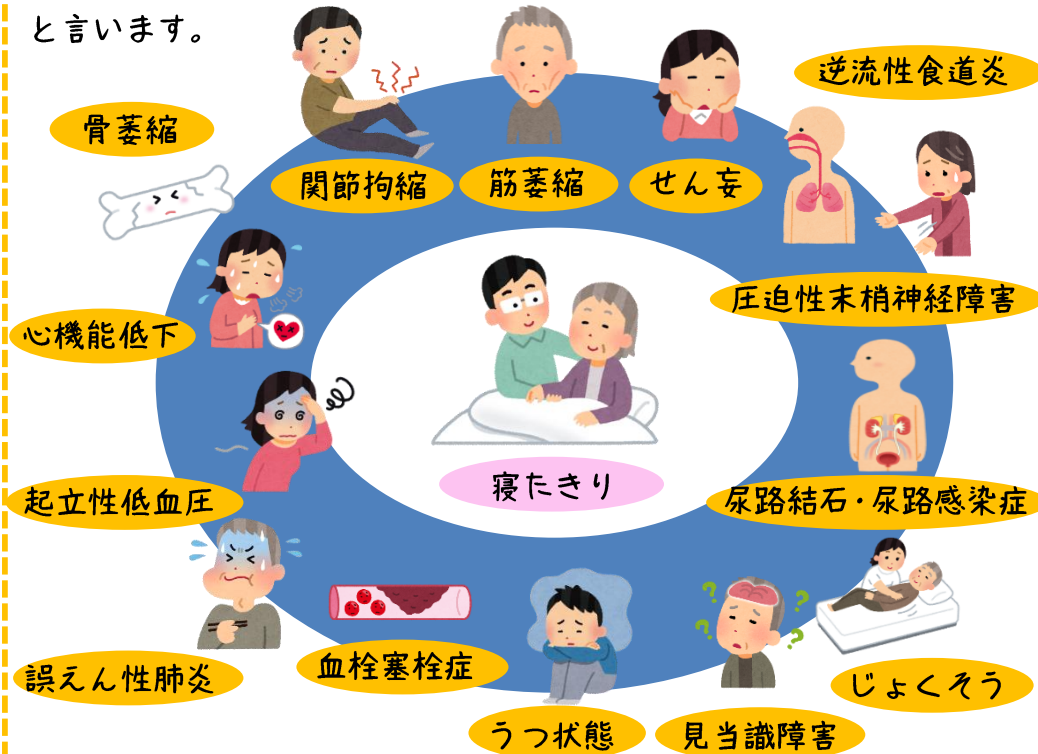 と言います。
骨萎縮
関節拘縮
筋萎縮
せん妄
逆流性食道炎
心機能低下
圧迫性末梢神経障害
起立性低血圧
寝たきり
尿路結石・尿路感染症
誤えん性肺炎
血栓塞栓症
うつ状態
見当識障害
じょくそう